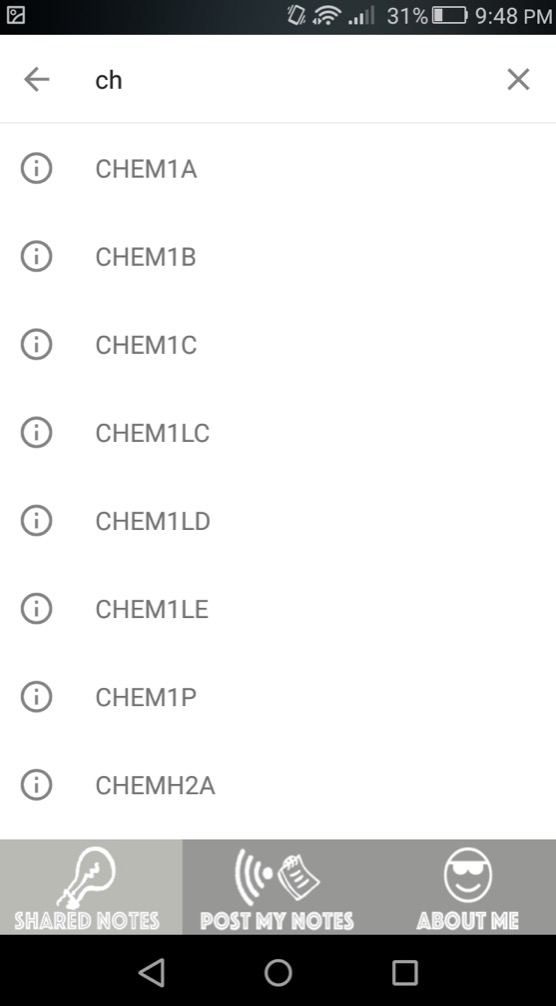 31% 9:48 PM
ch
CHEM1A
CHEM1B
CHEM1C
CHEM1LC
CHEM1LD
CHEM1LE
CHEM1P
CHEMH2A
SHARED NOTES POST MY NOTES ABOUT ME